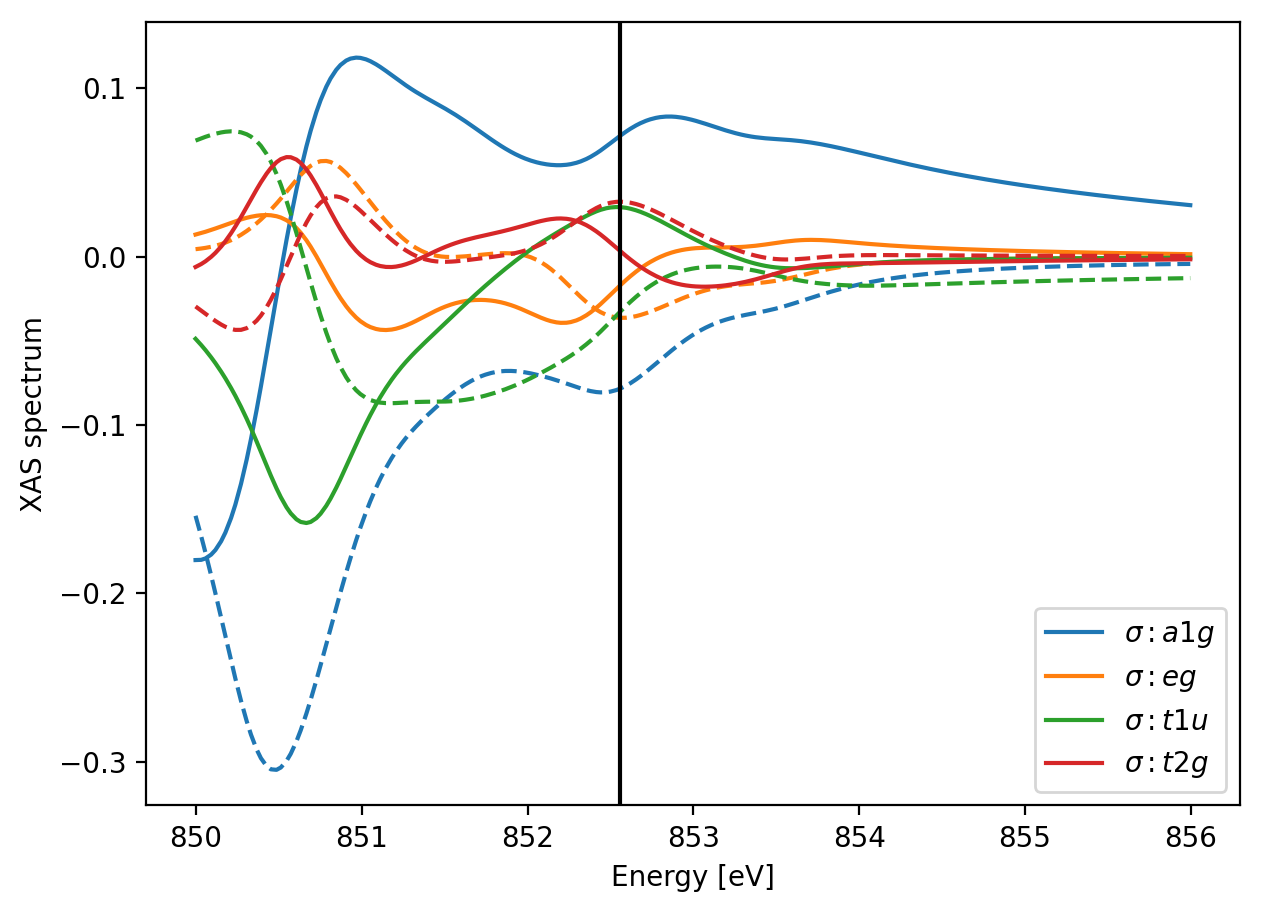 0.1
0.0
−0.1
−0.2
−0.3
XAS spectrum
850 851 852 853 854 855 856
Energy [eV]
σ : a1g
σ : eg
σ : t1u
σ : t2g